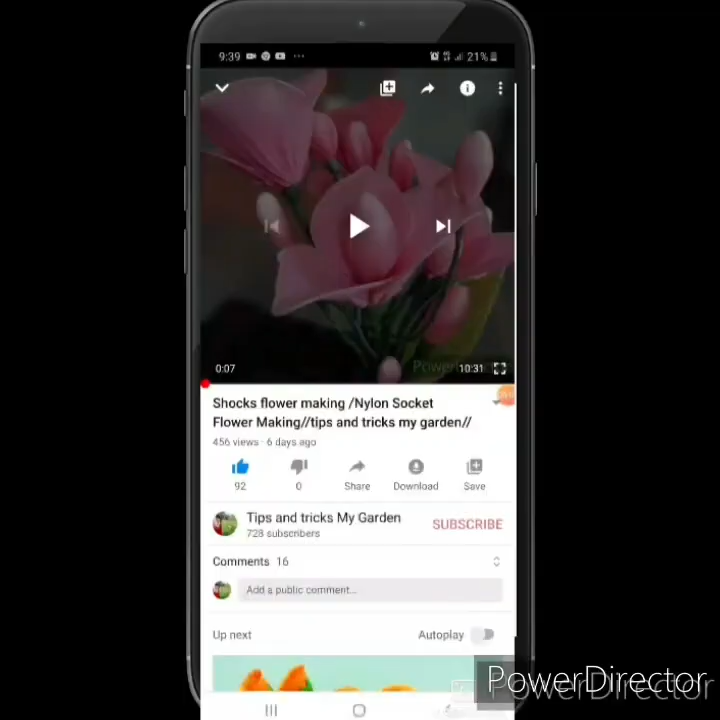 9:39
21%
0:07
10:31
Shocks flower making /Nylon Socket
Flower Making//tips and tricks my garden//
456 views · 6 days ago
92
0
Share
Download
Save
Tips and tricks My Garden
728 subscribers
SUBSCRIBE
Comments 16
Add a public comment...
Up next
Autoplay
PowerDirector
PowerDirector